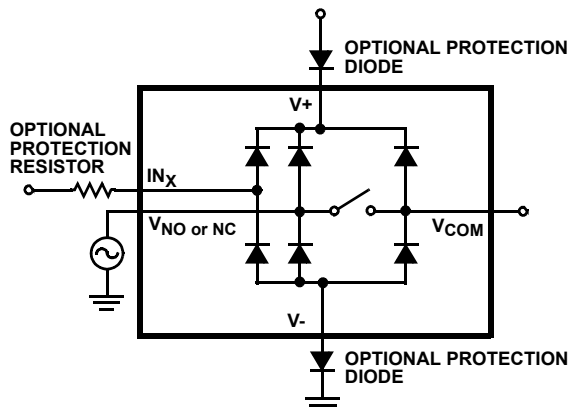 OPTIONAL PROTECTION
DIODE
V+
OPTIONAL
PROTECTION
RESISTOR
INX
VNO or NC
VCOM
V-
OPTIONAL PROTECTION
DIODE